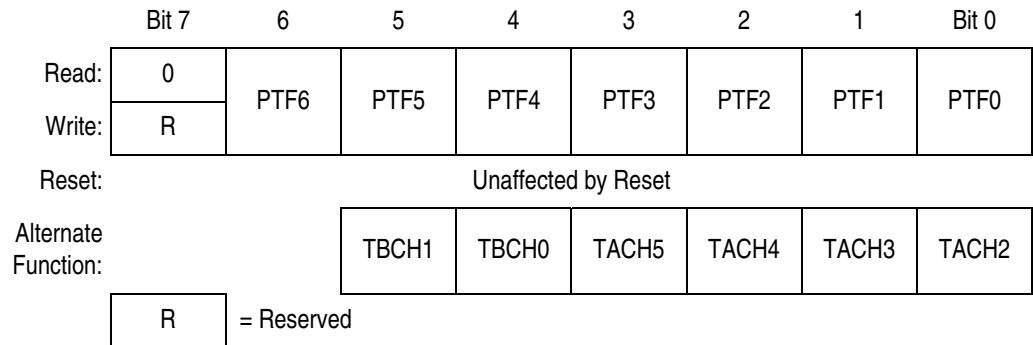 Bit 7 6 5 4 3 2 1 Bit 0
Read: 0 PTF6 PTF5 PTF4 PTF3 PTF2 PTF1 PTF0
Write: R
Reset: Unaffected by Reset
Alternate
Function: TBCH1 TBCH0 TACH5 TACH4 TACH3 TACH2
R = Reserved